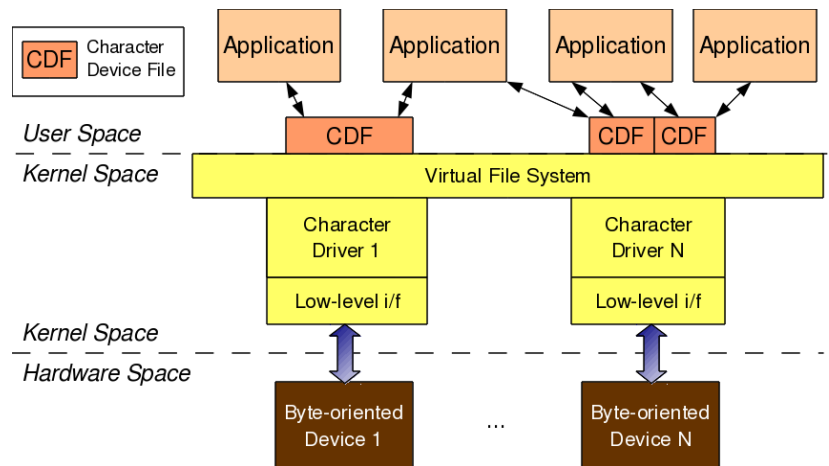 CDF
Character
Device File
Application
Application
Application
Application
User Space
CDF
CDF
CDF
Kernel Space
Virtual File System
Character
Driver 1
Character
Driver N
Low-level i/f
Low-level i/f
Kernel Space
Hardware Space
Byte-oriented
Device 1
...
Byte-oriented
Device N